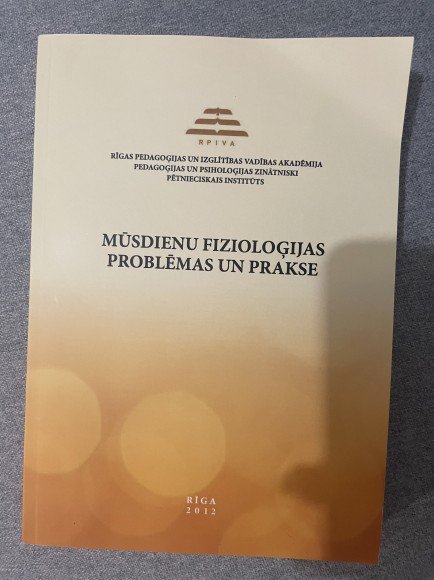 RPIVA
RĪGAS PEDAGOĢIJAS UN IZGLĪTĪBAS VADĪBAS AKADĒMIJA
PEDAGOĢIJAS UN PSIHOLOĢIJAS ZINĀTNISKI
PĒTNIECISKAIS INSTITŪTS
MŪSDIENU FIZIOLOĢIJAS
PROBLĒMAS UN PRAKSE
RĪGA
2012